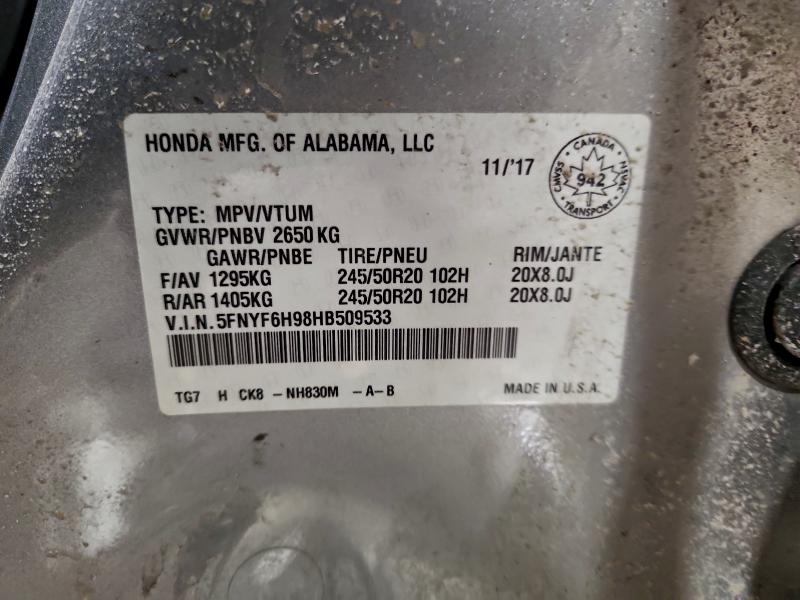 HONDA MFG. OF ALABAMA, LLC
11/'17
CANADA
CMVSS 942 NSVAC
TRANSPORT
TYPE: MPV/VTUM
GVWR/PNBV 2650 KG
GAWR/PNBE TIRE/PNEU RIM/JANTE
F/AV 1295KG 245/50R20 102H 20X8.0J
R/AR 1405KG 245/50R20 102H 20X8.0J
V.I.N. 5FNYF6H98HB509533
TG7 H CK8 -NH830M -A-B MADE IN U.S.A.